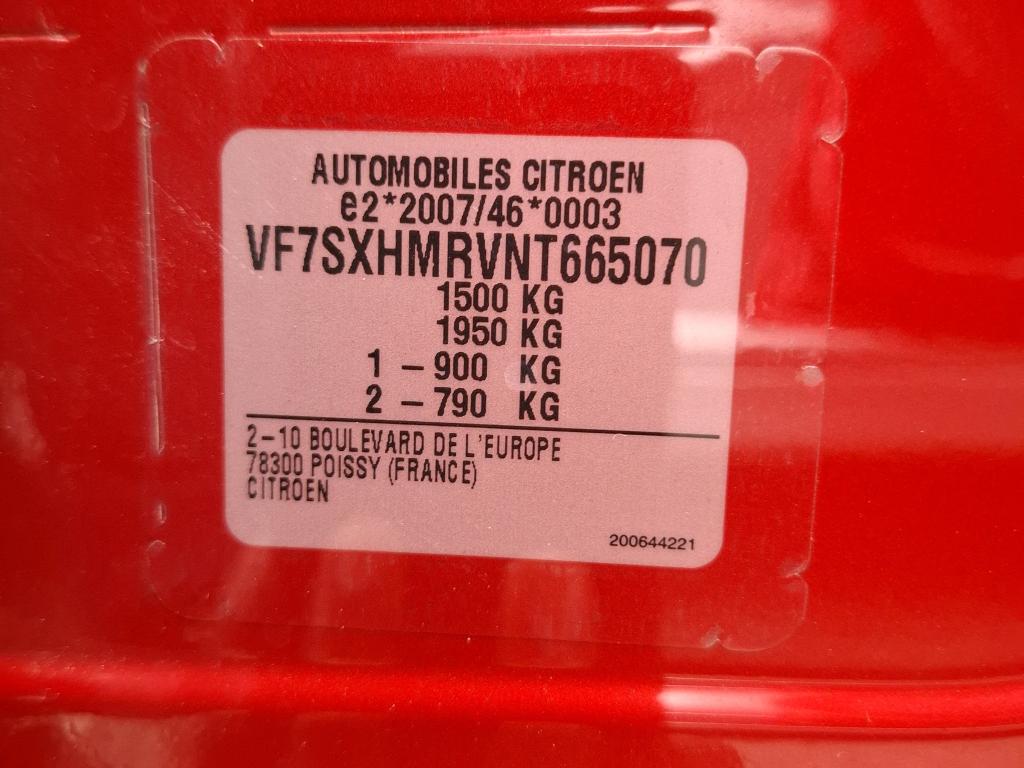 AUTOMOBILES CITROEN
e2*2007/46*0003
VF7SXHMRVNT665070
1500 KG
1950 KG
1 – 900 KG
2 – 790 KG
2–10 BOULEVARD DE L'EUROPE
78300 POISSY (FRANCE)
CITROEN
200644221